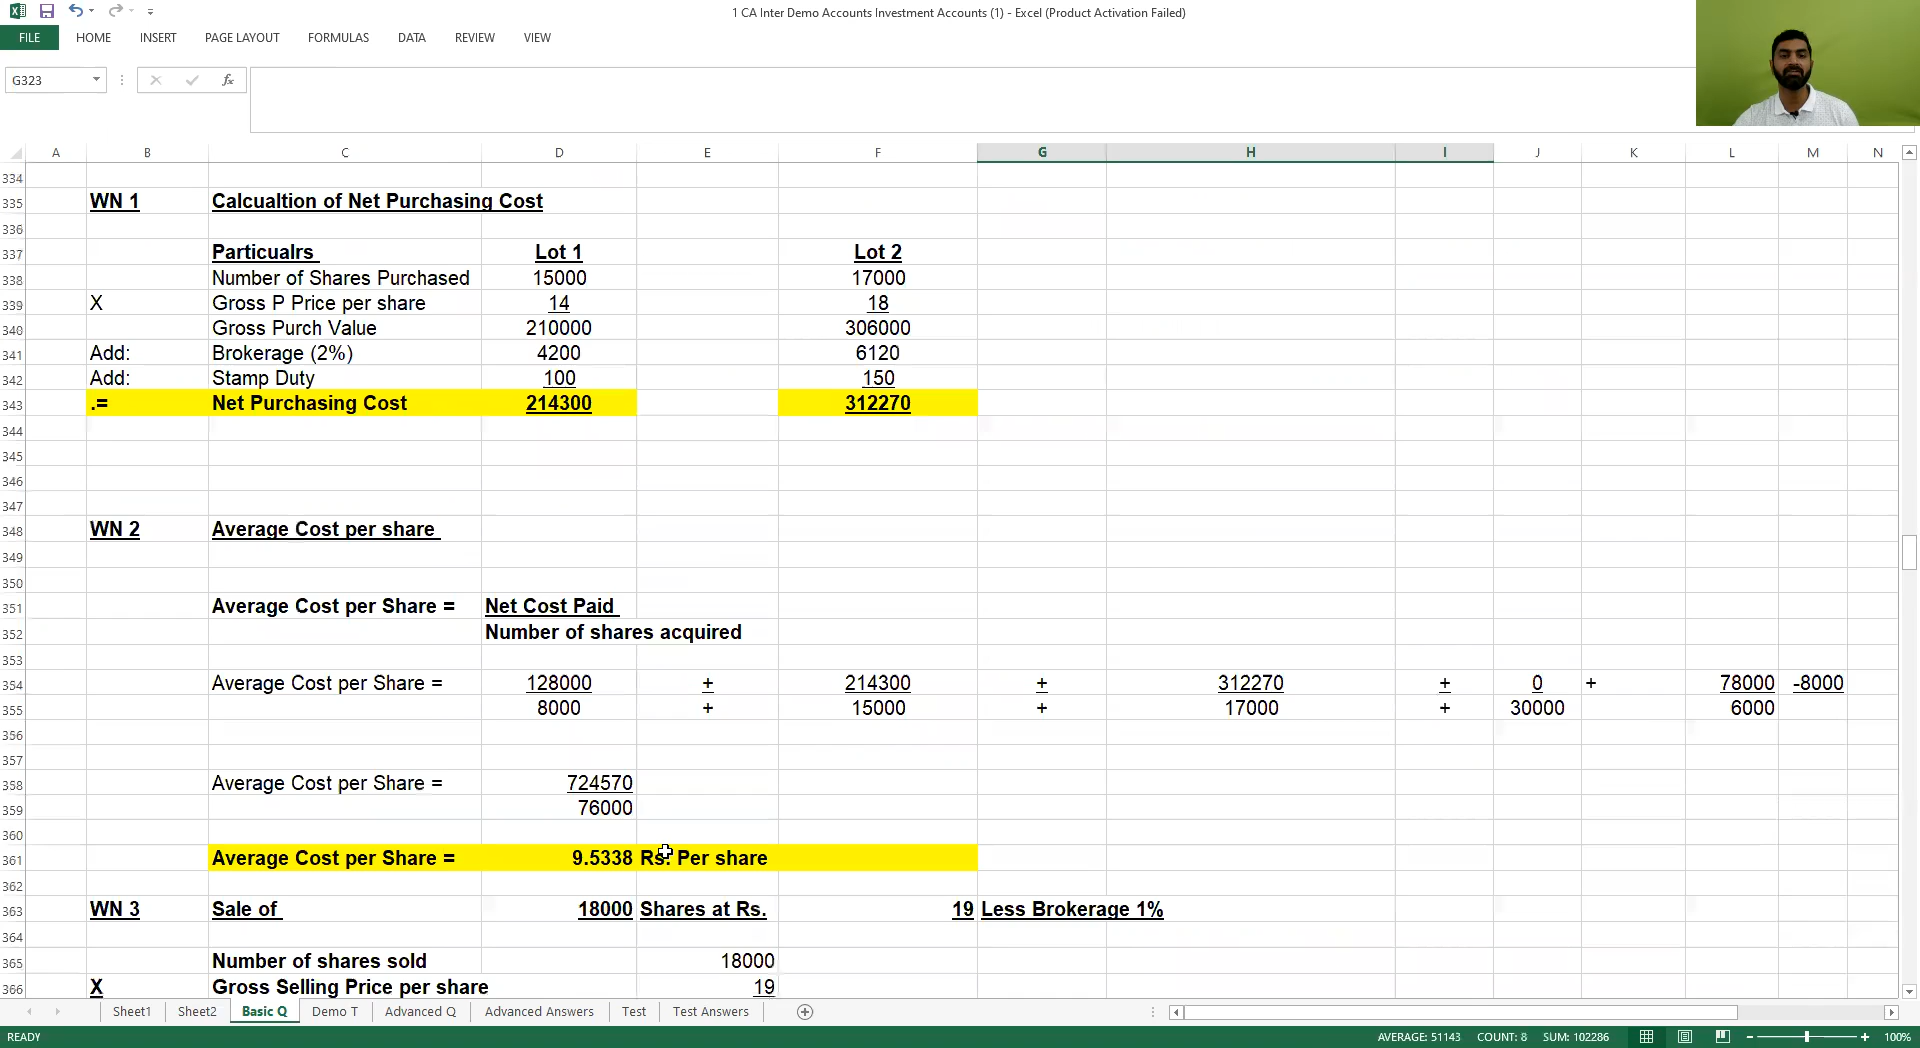 1 CA Inter Demo Accounts Investment Accounts (1) - Excel (Product Activation Failed)
FILE HOME INSERT PAGE LAYOUT FORMULAS DATA REVIEW VIEW
G323 fx
A B C D E F G H I J K L M N
334
335 WN 1 Calcualtion of Net Purchasing Cost
336
337 Particualrs Lot 1 Lot 2
338 Number of Shares Purchased 15000 17000
339 X Gross P Price per share 14 18
340 Gross Purch Value 210000 306000
341 Add: Brokerage (2%) 4200 6120
342 Add: Stamp Duty 100 150
343 .= Net Purchasing Cost 214300 312270
344
345
346
347
348 WN 2 Average Cost per share
349
350
351 Average Cost per Share = Net Cost Paid
352 Number of shares acquired
353
354 Average Cost per Share = 128000 + 214300 + 312270 + 0 + 78000 -8000
355 8000 + 15000 + 17000 + 30000 6000
356
357
358 Average Cost per Share = 724570
359 76000
360
361 Average Cost per Share = 9.5338 Rs. Per share
362
363 WN 3 Sale of 18000 Shares at Rs. 19 Less Brokerage 1%
364
365 Number of shares sold 18000
366 X Gross Selling Price per share 19
Sheet1 Sheet2 Basic Q Demo T Advanced Q Advanced Answers Test Test Answers
READY AVERAGE: 51143 COUNT: 8 SUM: 102286 100%